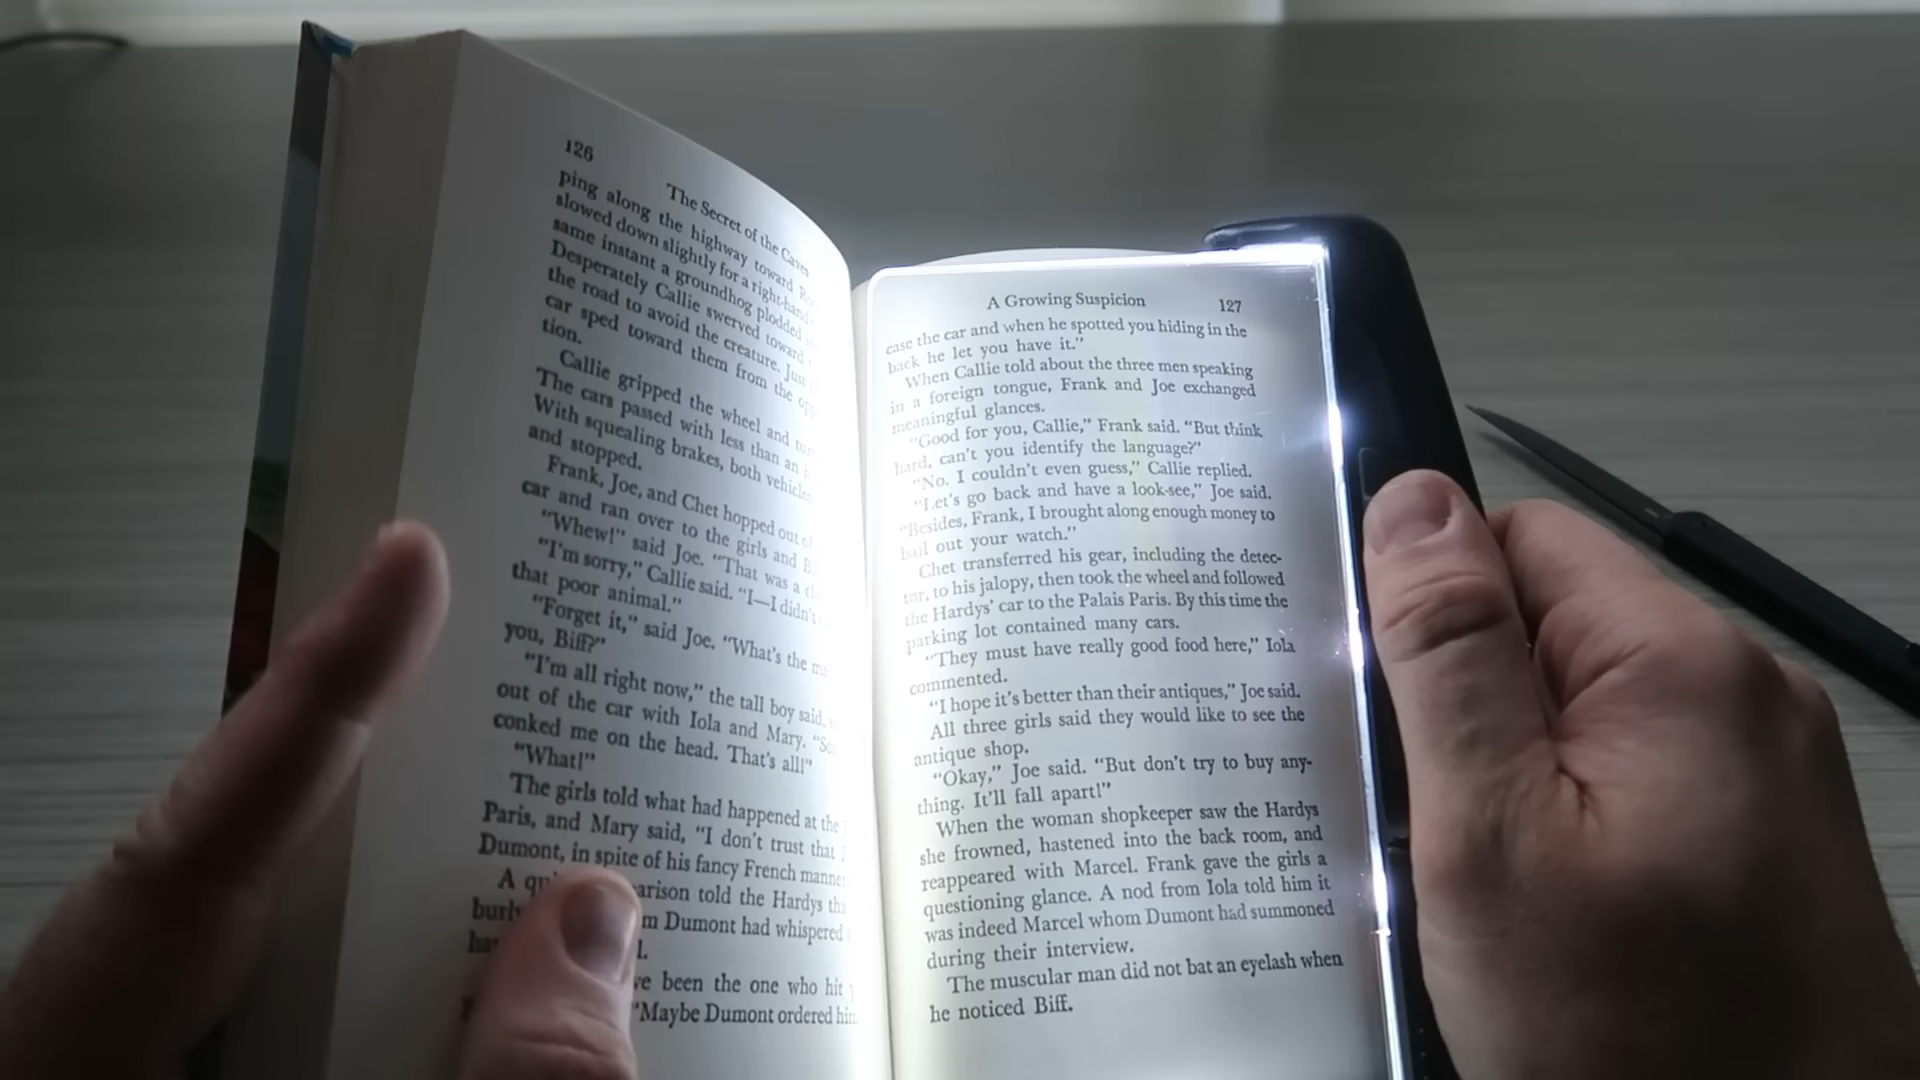 126
The Secret of the Caves
ping along the highway toward
slowed down slightly for a right-hand
same instant a groundhog plodded
Desperately Callie swerved toward
the road to avoid the creature. Just
car sped toward them from the
tion.
Callie gripped the wheel and
The cars passed with less than an
With squealing brakes, both vehicles
and stopped.
Frank, Joe, and Chet hopped out of
car and ran over to the girls and
"Whew!" said Joe. "That was a
"I'm sorry," Callie said. "I—I didn't
that poor animal."
"Forget it," said Joe. "What's the
you, Biff?"
"I'm all right now," the tall boy said,
out of the car with Iola and Mary.
conked me on the head. That's all!"
"What!"
The girls told what had happened at the
Paris, and Mary said, "I don't trust that
Dumont, in spite of his fancy French
A told the Hardys
Dumont had whispered
been the one who hit
"Maybe Dumont ordered him
A Growing Suspicion 127
case the car and when he spotted you hiding in the
back he let you have it."
When Callie told about the three men speaking
in a foreign tongue, Frank and Joe exchanged
meaningful glances.
"Good for you, Callie," Frank said. "But think
hard, can't you identify the language?"
"No. I couldn't even guess," Callie replied.
"Let's go back and have a look-see," Joe said.
"Besides, Frank, I brought along enough money to
bail out your watch."
Chet transferred his gear, including the detec-
tor, to his jalopy, then took the wheel and followed
the Hardys' car to the Palais Paris. By this time the
parking lot contained many cars.
"They must have really good food here," Iola
commented.
"I hope it's better than their antiques," Joe said.
All three girls said they would like to see the
antique shop.
"Okay," Joe said. "But don't try to buy any-
thing. It'll fall apart!"
When the woman shopkeeper saw the Hardys
she frowned, hastened into the back room, and
reappeared with Marcel. Frank gave the girls a
questioning glance. A nod from Iola told him it
was indeed Marcel whom Dumont had summoned
during their interview.
The muscular man did not bat an eyelash when
he noticed Biff.